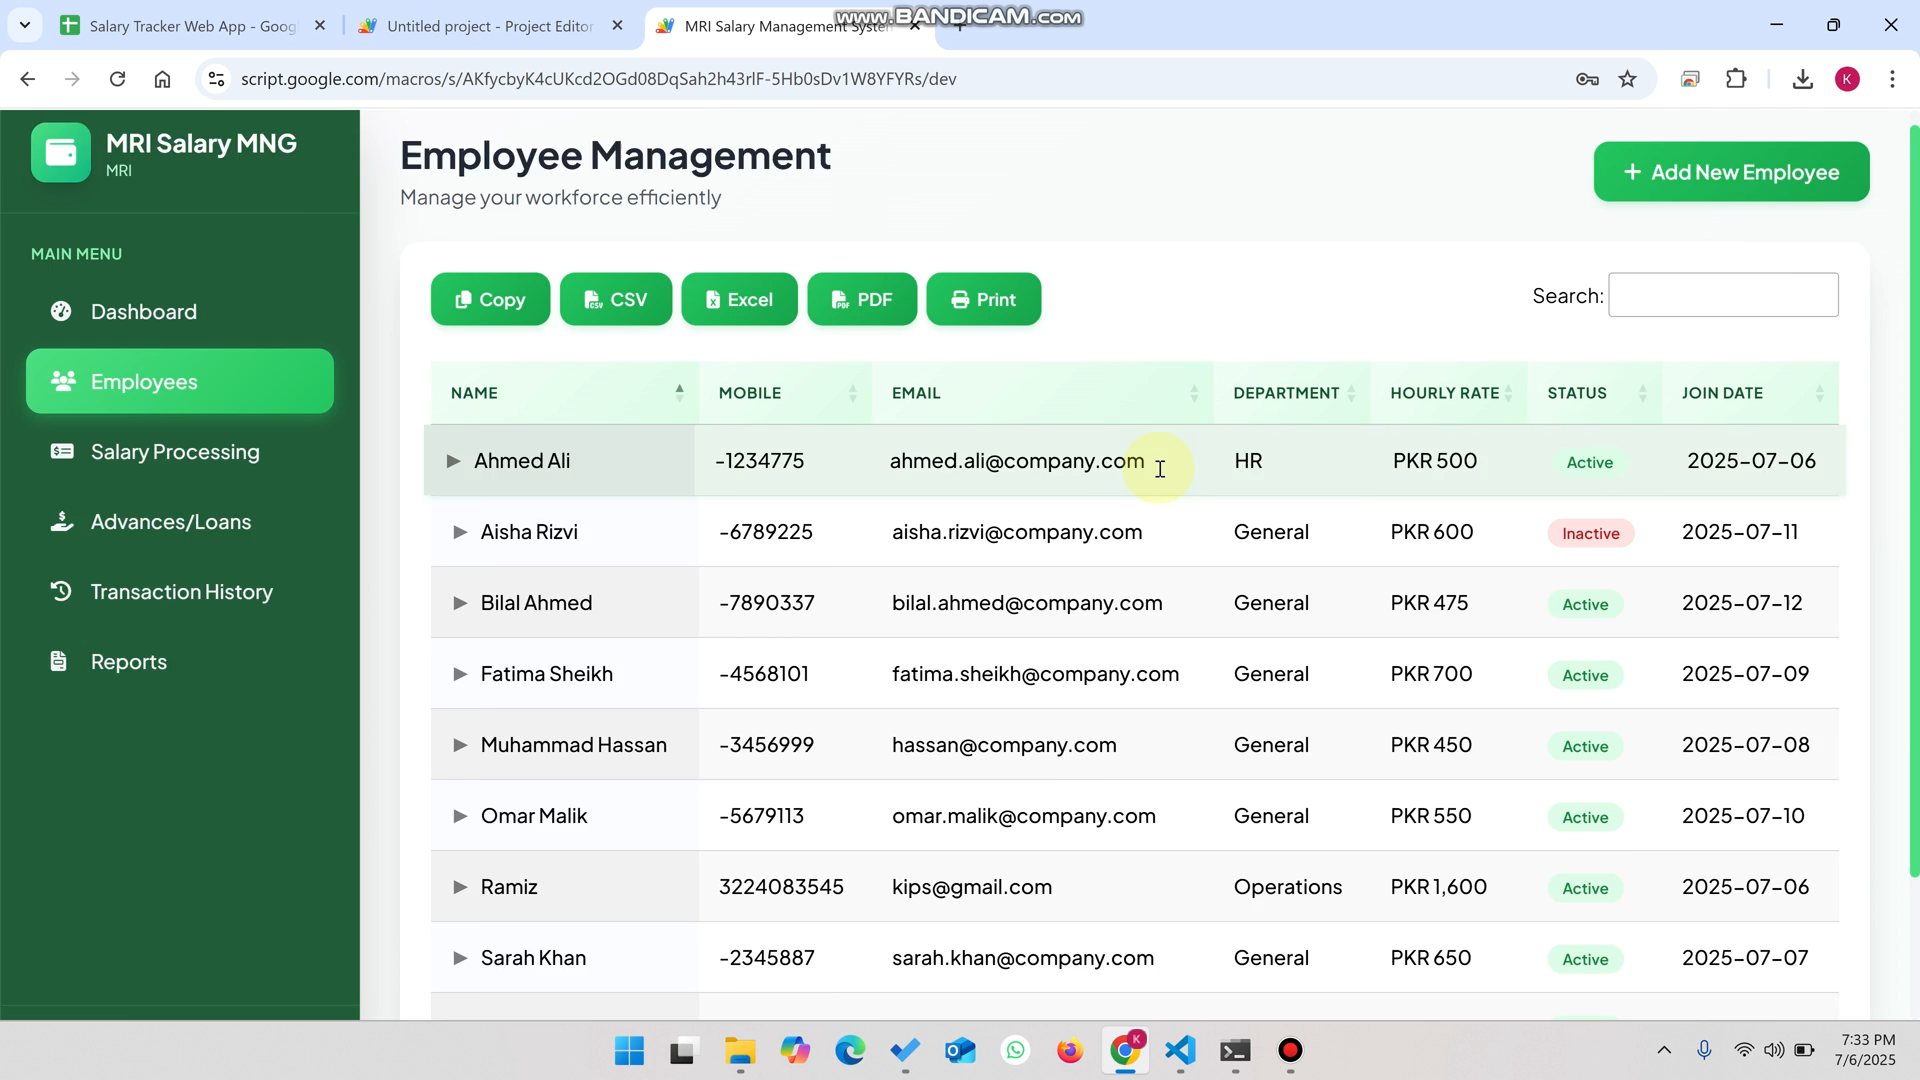 www.BANDICAM.com
Salary Tracker Web App - Goog
Untitled project - Project Editor
MRI Salary Management System
script.google.com/macros/s/AKfycbyK4cUKcd2OGd08DqSah2h43rlF-5Hb0sDv1W8YFYRs/dev
K
MRI Salary MNG
MRI
MAIN MENU
Dashboard
Employees
Salary Processing
Advances/Loans
Transaction History
Reports
Employee Management
Manage your workforce efficiently
+ Add New Employee
Copy CSV Excel PDF Print
Search:
NAME MOBILE EMAIL DEPARTMENT HOURLY RATE STATUS JOIN DATE
Ahmed Ali -1234775 ahmed.ali@company.com HR PKR 500 Active 2025-07-06
Aisha Rizvi -6789225 aisha.rizvi@company.com General PKR 600 Inactive 2025-07-11
Bilal Ahmed -7890337 bilal.ahmed@company.com General PKR 475 Active 2025-07-12
Fatima Sheikh -4568101 fatima.sheikh@company.com General PKR 700 Active 2025-07-09
Muhammad Hassan -3456999 hassan@company.com General PKR 450 Active 2025-07-08
Omar Malik -5679113 omar.malik@company.com General PKR 550 Active 2025-07-10
Ramiz 3224083545 kips@gmail.com Operations PKR 1,600 Active 2025-07-06
Sarah Khan -2345887 sarah.khan@company.com General PKR 650 Active 2025-07-07
K
7:33 PM
7/6/2025